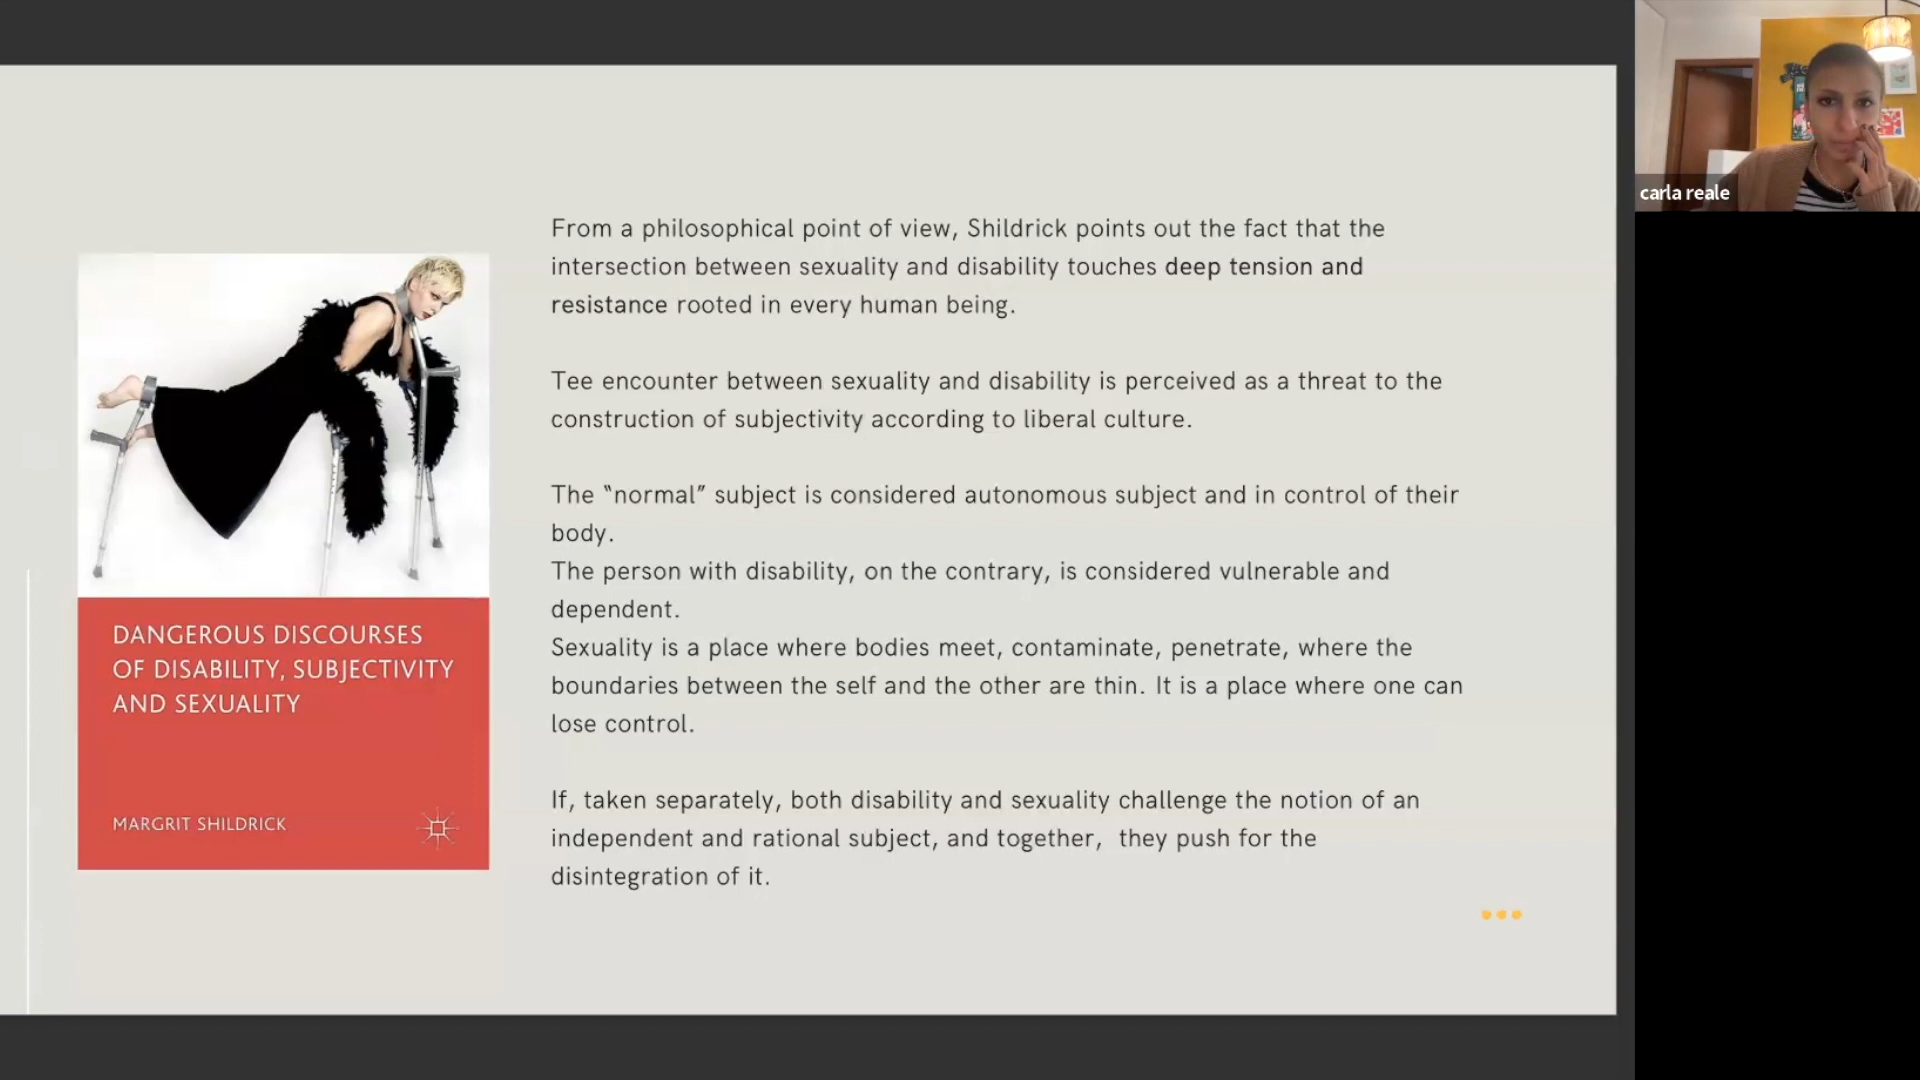 carla reale
From a philosophical point of view, Shildrick points out the fact that the
intersection between sexuality and disability touches deep tension and
resistance rooted in every human being.
Tee encounter between sexuality and disability is perceived as a threat to the
construction of subjectivity according to liberal culture.
The “normal” subject is considered autonomous subject and in control of their
body.
The person with disability, on the contrary, is considered vulnerable and
dependent.
Sexuality is a place where bodies meet, contaminate, penetrate, where the
boundaries between the self and the other are thin. It is a place where one can
lose control.
If, taken separately, both disability and sexuality challenge the notion of an
independent and rational subject, and together, they push for the
disintegration of it.
DANGEROUS DISCOURSES
OF DISABILITY, SUBJECTIVITY
AND SEXUALITY
MARGRIT SHILDRICK